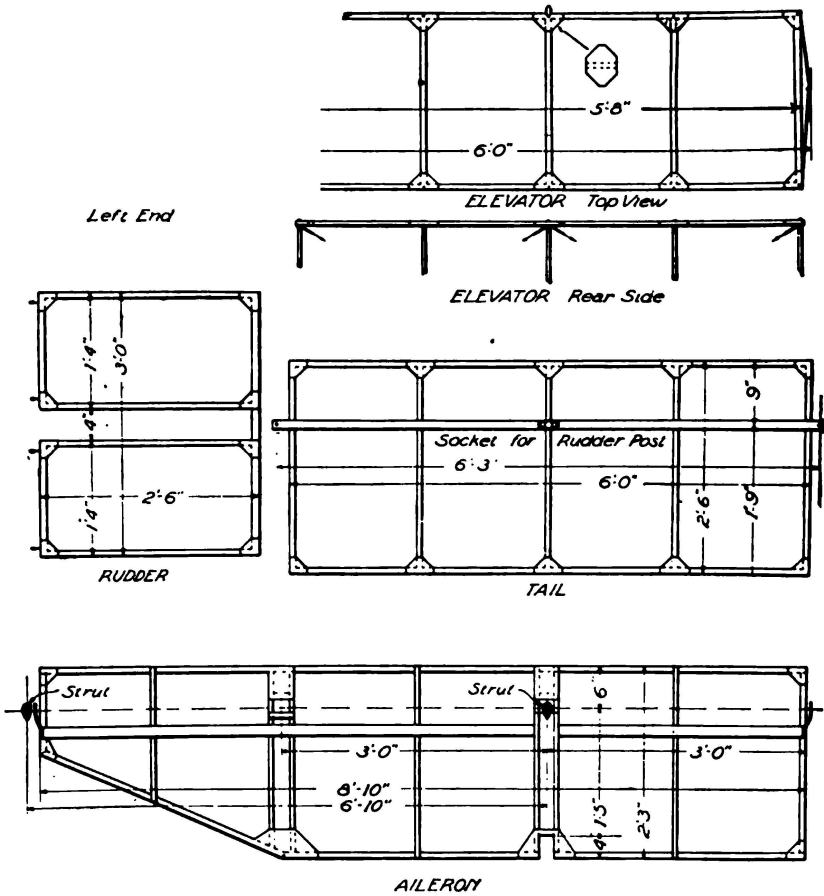 5'-8"
6'-0"
ELEVATOR Top View
Left End
ELEVATOR Rear Side
1'-4"
3'-0"
4"
1'-4"
2'-6"
RUDDER
9"
Socket for Rudder Post
6'-3'
6'-0"
2'-6"
1'-9"
TAIL
Strut
Strut
6
3'-0"
3'-0"
8'-10"
6'-10"
4"
2'-3"
AILERON